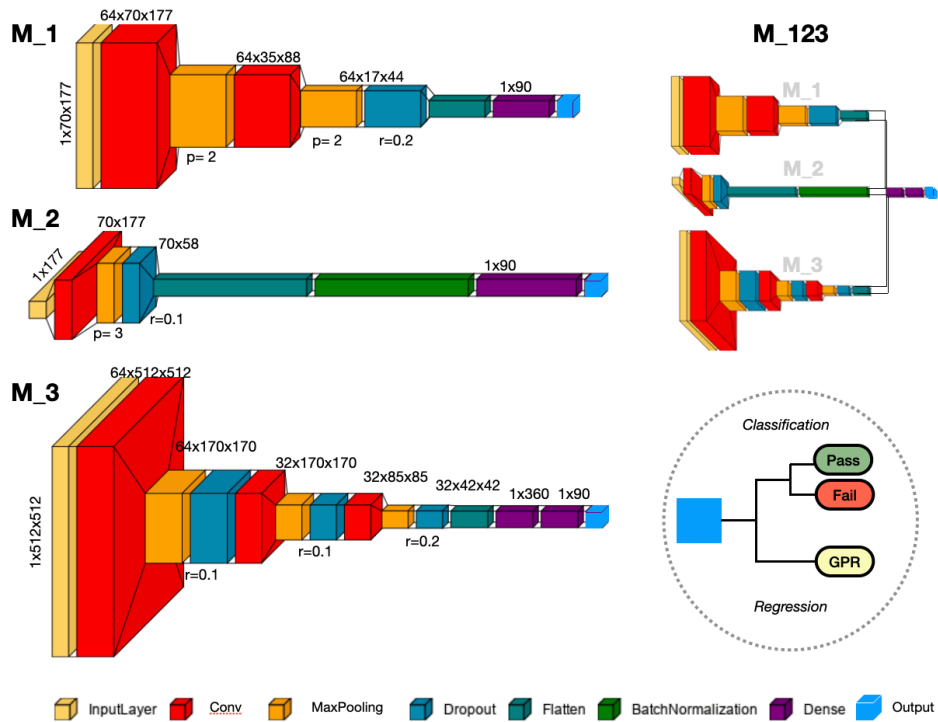 M_1
64x70x177
64x35x88
64x17x44
1x90
1x70x177
p= 2
p= 2
r=0.2
M_2
70x177
1x177
70x58
1x90
p= 3
r=0.1
M_3
64x512x512
64x170x170
32x170x170
32x85x85
32x42x42
1x360
1x90
1x512x512
r=0.1
r=0.1
r=0.2
M_123
M_1
M_2
M_3
Classification
Pass
Fail
GPR
Regression
InputLayer
Conv
MaxPooling
Dropout
Flatten
BatchNormalization
Dense
Output